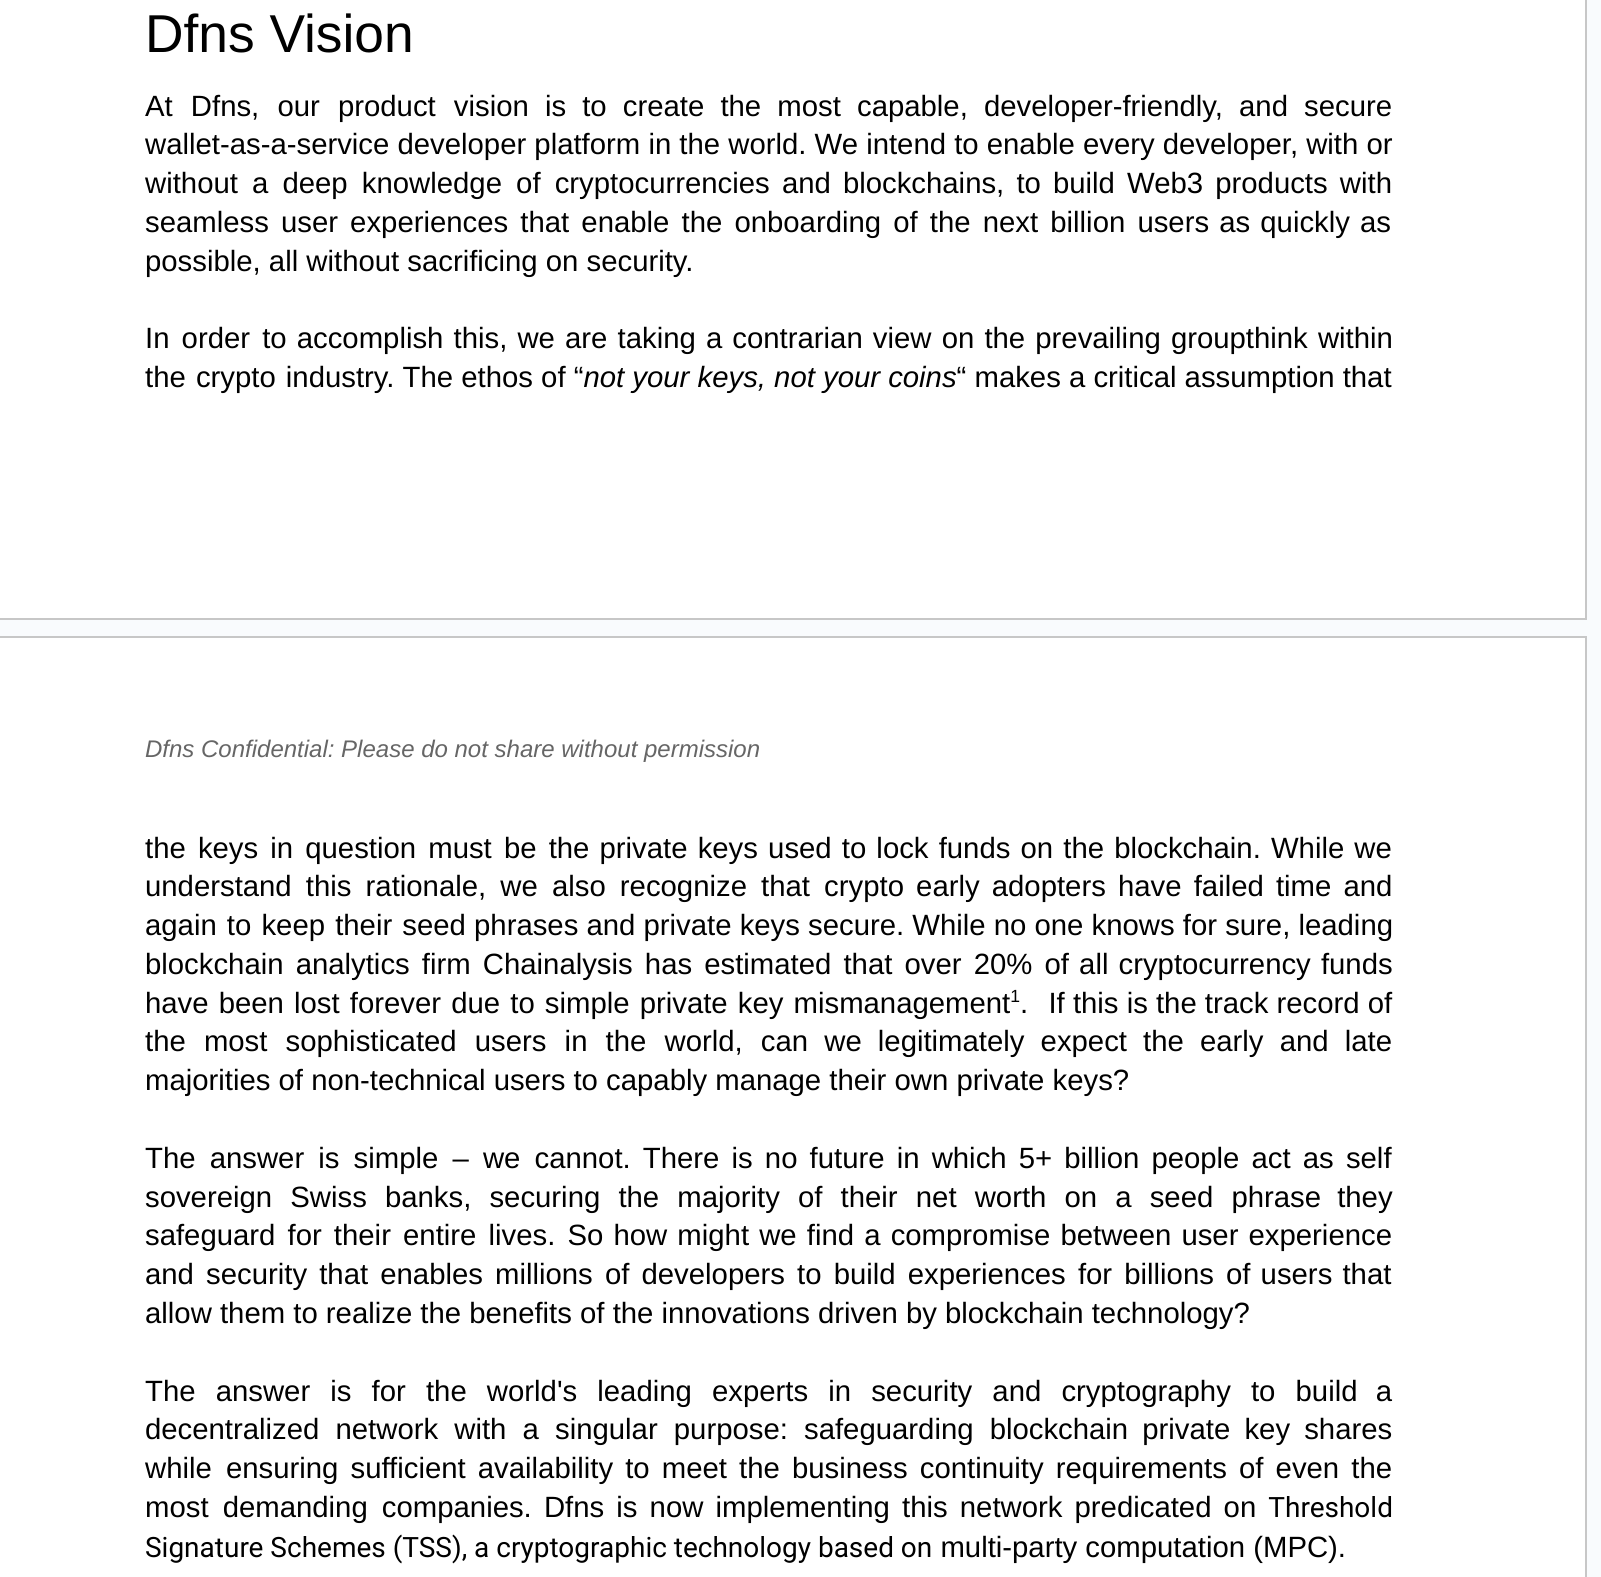 Dfns Vision
At Dfns, our product vision is to create the most capable, developer-friendly, and secure
wallet-as-a-service developer platform in the world. We intend to enable every developer, with or
without a deep knowledge of cryptocurrencies and blockchains, to build Web3 products with
seamless user experiences that enable the onboarding of the next billion users as quickly as
possible, all without sacrificing on security.
In order to accomplish this, we are taking a contrarian view on the prevailing groupthink within
the crypto industry. The ethos of “not your keys, not your coins“ makes a critical assumption that
Dfns Confidential: Please do not share without permission
the keys in question must be the private keys used to lock funds on the blockchain. While we
understand this rationale, we also recognize that crypto early adopters have failed time and
again to keep their seed phrases and private keys secure. While no one knows for sure, leading
blockchain analytics firm Chainalysis has estimated that over 20% of all cryptocurrency funds
have been lost forever due to simple private key mismanagement¹.  If this is the track record of
the most sophisticated users in the world, can we legitimately expect the early and late
majorities of non-technical users to capably manage their own private keys?
The answer is simple – we cannot. There is no future in which 5+ billion people act as self
sovereign Swiss banks, securing the majority of their net worth on a seed phrase they
safeguard for their entire lives. So how might we find a compromise between user experience
and security that enables millions of developers to build experiences for billions of users that
allow them to realize the benefits of the innovations driven by blockchain technology?
The answer is for the world's leading experts in security and cryptography to build a
decentralized network with a singular purpose: safeguarding blockchain private key shares
while ensuring sufficient availability to meet the business continuity requirements of even the
most demanding companies. Dfns is now implementing this network predicated on Threshold
Signature Schemes (TSS), a cryptographic technology based on multi-party computation (MPC).